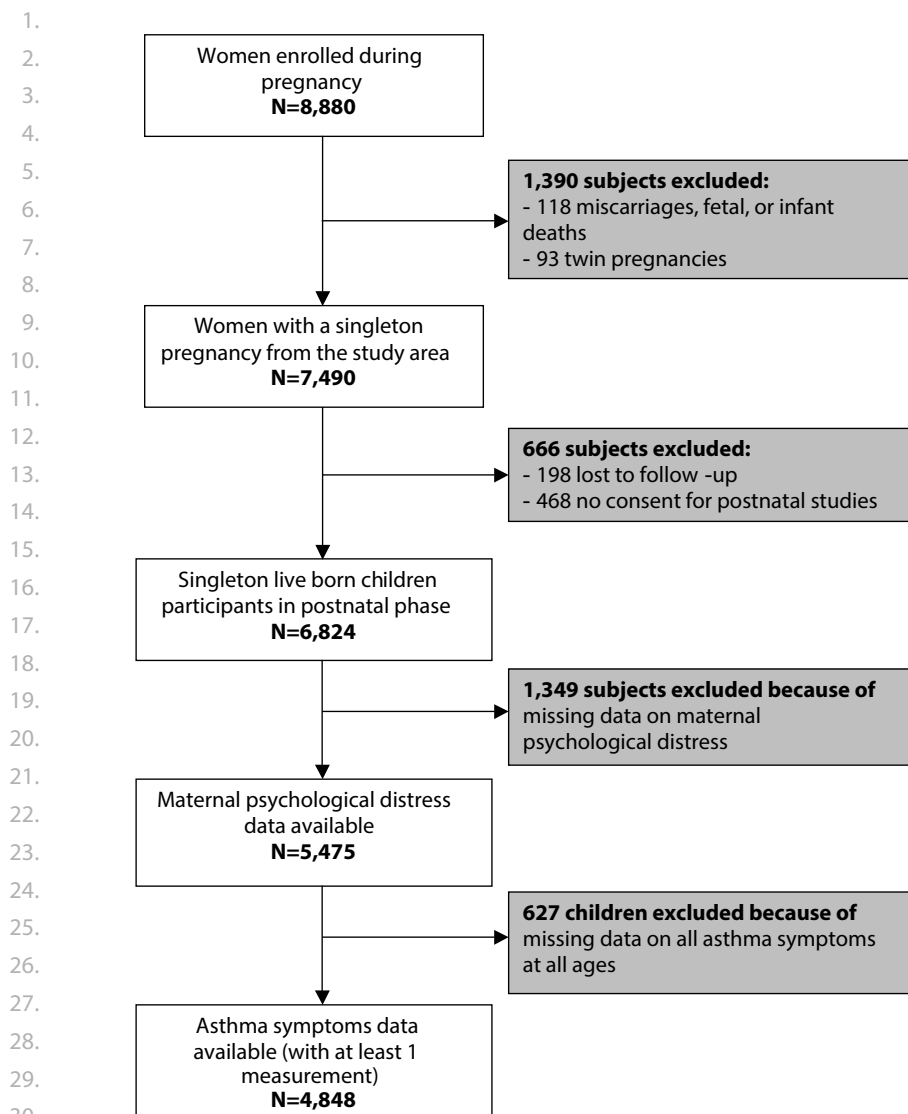 1.
2.
3.
4.
5.
6.
7.
8.
9.
10.
11.
12.
13.
14.
15.
16.
17.
18.
19.
20.
21.
22.
23.
24.
25.
26.
27.
28.
29.
Women enrolled during
pregnancy
N=8,880
1,390 subjects excluded:
- 118 miscarriages, fetal, or infant
deaths
- 93 twin pregnancies
Women with a singleton
pregnancy from the study area
N=7,490
666 subjects excluded:
- 198 lost to follow -up
- 468 no consent for postnatal studies
Singleton live born children
participants in postnatal phase
N=6,824
1,349 subjects excluded because of
missing data on maternal
psychological distress
Maternal psychological distress
data available
N=5,475
627 children excluded because of
missing data on all asthma symptoms
at all ages
Asthma symptoms data
available (with at least 1
measurement)
N=4,848